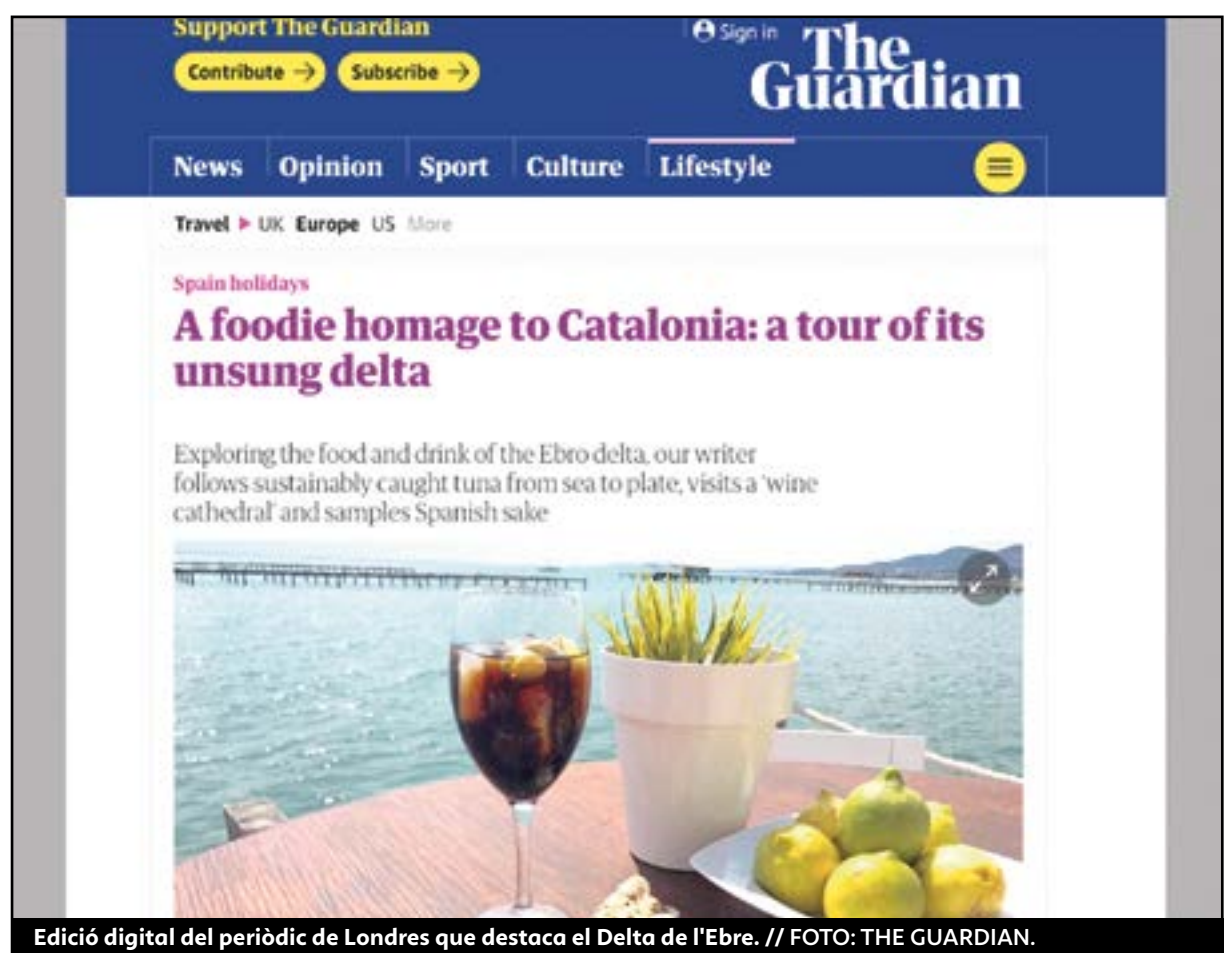 Support The Guardian
Contribute →
Subscribe →
Sign in
The
Guardian
News
Opinion
Sport
Culture
Lifestyle
Travel ▶ UK Europe US More
Spain holidays
A foodie homage to Catalonia: a tour of its
unsung delta
Exploring the food and drink of the Ebro delta, our writer
follows sustainably caught tuna from sea to plate, visits a 'wine
cathedral' and samples Spanish sake
Edició digital del periòdic de Londres que destaca el Delta de l'Ebre. // FOTO: THE GUARDIAN.